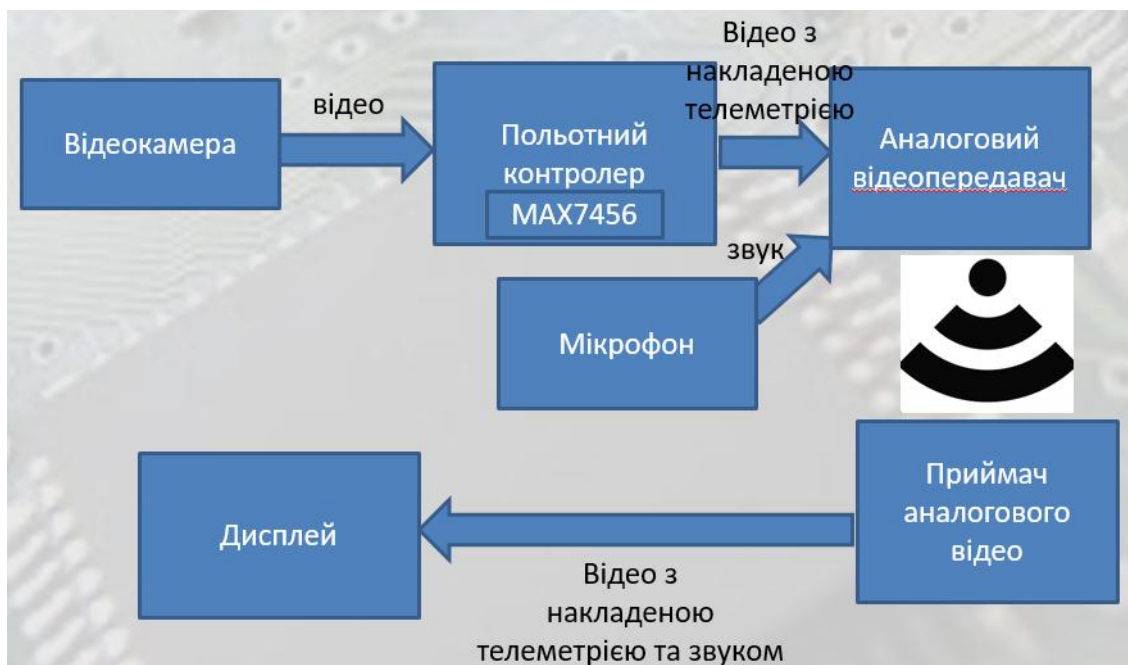 Відеокамера
відео
Польотний
контролер
MAX7456
Відео з
накладеною
телеметрією
Аналоговий
відеопередавач
звук
Мікрофон
Приймач
аналогового
відео
Дисплей
Відео з
накладеною
телеметрією та звуком